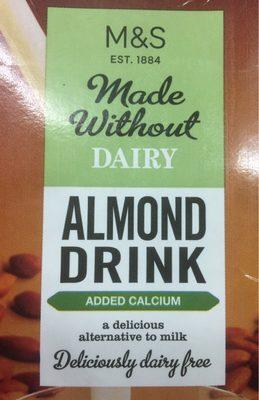 M&S
EST. 1884
Made
Without
DAIRY
ALMOND
DRINK
ADDED CALCIUM
a delicious
alternative to milk
Deliciously dairy free